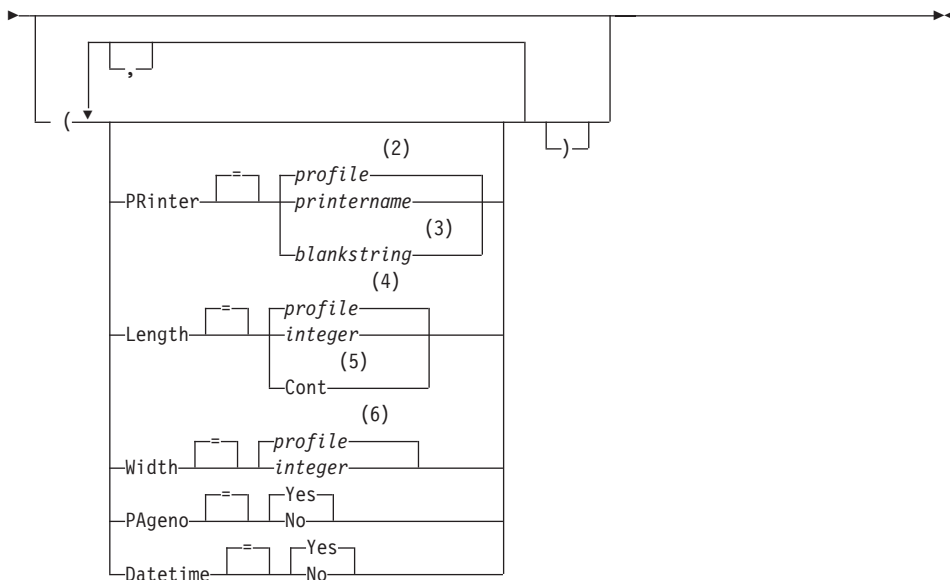 ,
( )
(2)
PRinter = profile
printername
(3)
blankstring
(4)
Length = profile
integer
(5)
Cont
(6)
Width = profile
integer
PAgeno = Yes
No
Datetime = Yes
No